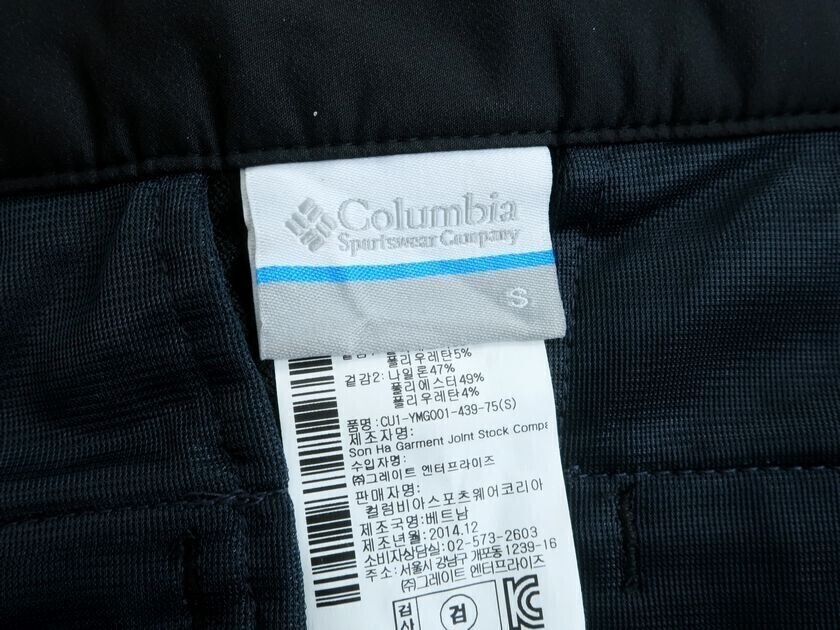 Columbia
Sportswear Company
S
폴리우레탄5%
겉감2: 나일론47%
폴리에스터49%
폴리우레탄4%
품명:CU1-YMG001-439-75(S)
제조자명:
Son Ha Garment Joint Stock Compa
수입자명:
㈜그레이트 엔터프라이즈
판매자명:
컬럼비아스포츠웨어코리아
제조국명:베트남
제조년월:2014.12
소비자상담실:02-573-2603
주소:서울시 강남구 개포동 1239-16
㈜그레이트 엔터프라이즈
검 검